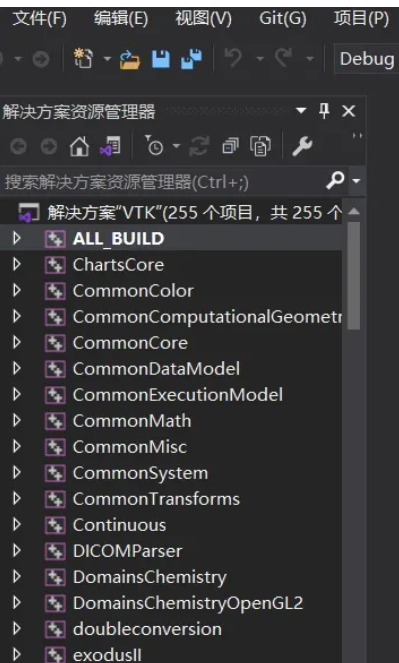 文件(F) 编辑(E) 视图(V) Git(G) 项目(P)
Debug
解决方案资源管理器
搜索解决方案资源管理器(Ctrl+;)
解决方案"VTK"(255 个项目，共 255 个
ALL_BUILD
ChartsCore
CommonColor
CommonComputationalGeometr
CommonCore
CommonDataModel
CommonExecutionModel
CommonMath
CommonMisc
CommonSystem
CommonTransforms
Continuous
DICOMParser
DomainsChemistry
DomainsChemistryOpenGL2
doubleconversion
exodusII